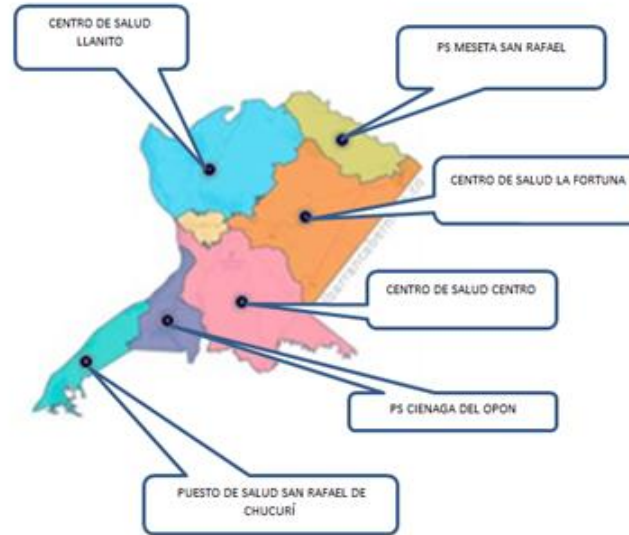 CENTRO DE SALUD
LLANITO
PS MESETA SAN RAFAEL
CENTRO DE SALUD LA FORTUNA
CENTRO DE SALUD CENTRO
PS CIENAGA DEL OPON
PUESTO DE SALUD SAN RAFAEL DE
CHUCURÍ